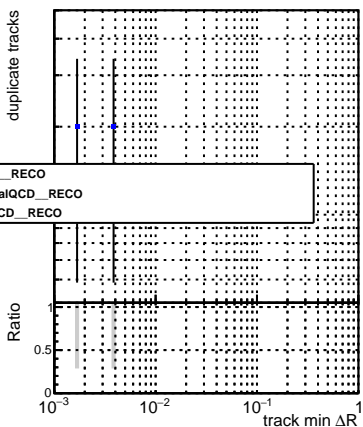 duplicate tracks
__RECO
alQCD__RECO
CD__RECO
Ratio
1
0.5
0
10⁻³ 10⁻² 10⁻¹ 1
track min ΔR